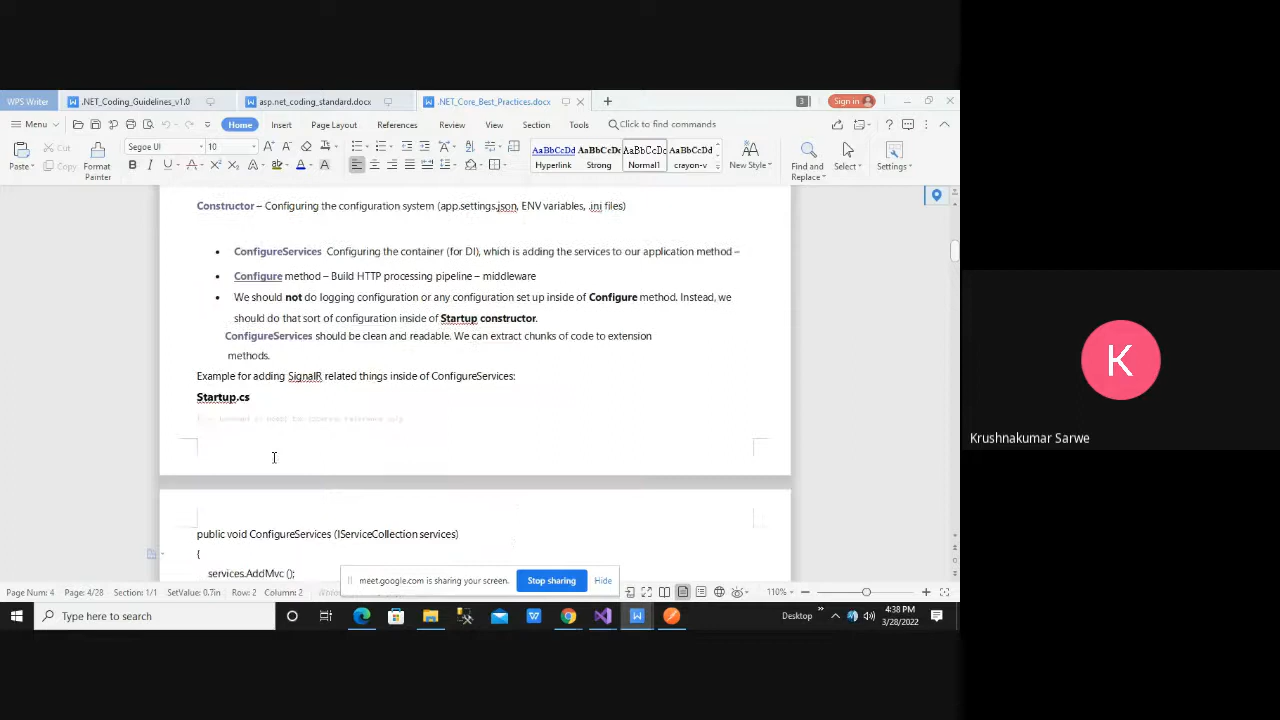 WPS Writer
.NET_Coding_Guidelines_v1.0
asp.net_coding_standard.docx
.NET_Core_Best_Practices.docx
3
Sign in
Menu
Home
Insert
Page Layout
References
Review
View
Section
Tools
Click to find commands
Paste
Cut
Copy
Format
Painter
Segoe UI
10
B I U A X² X₂ A A A
AaBbCcDd
Hyperlink
AaBbCcDc
Strong
AaBbCcDd
Normal1
AaBbCcDd
crayon-v
New Style
Find and
Replace
Select
Settings
Constructor – Configuring the configuration system (app.settings.json, ENV variables, .ini files)
• ConfigureServices Configuring the container (for DI), which is adding the services to our application method –
• Configure method – Build HTTP processing pipeline – middleware
• We should not do logging configuration or any configuration set up inside of Configure method. Instead, we
should do that sort of configuration inside of Startup constructor.
ConfigureServices should be clean and readable. We can extract chunks of code to extension
methods.
Example for adding SignalR related things inside of ConfigureServices:
Startup.cs
public void ConfigureServices (IServiceCollection services)
{
services.AddMvc ();
meet.google.com is sharing your screen.
Stop sharing
Hide
Page Num: 4
Page: 4/28
Section: 1/1
SetValue: 0.7in
Row: 2
Column: 2
110%
Type here to search
Desktop
4:38 PM
3/28/2022
K
Krushnakumar Sarwe